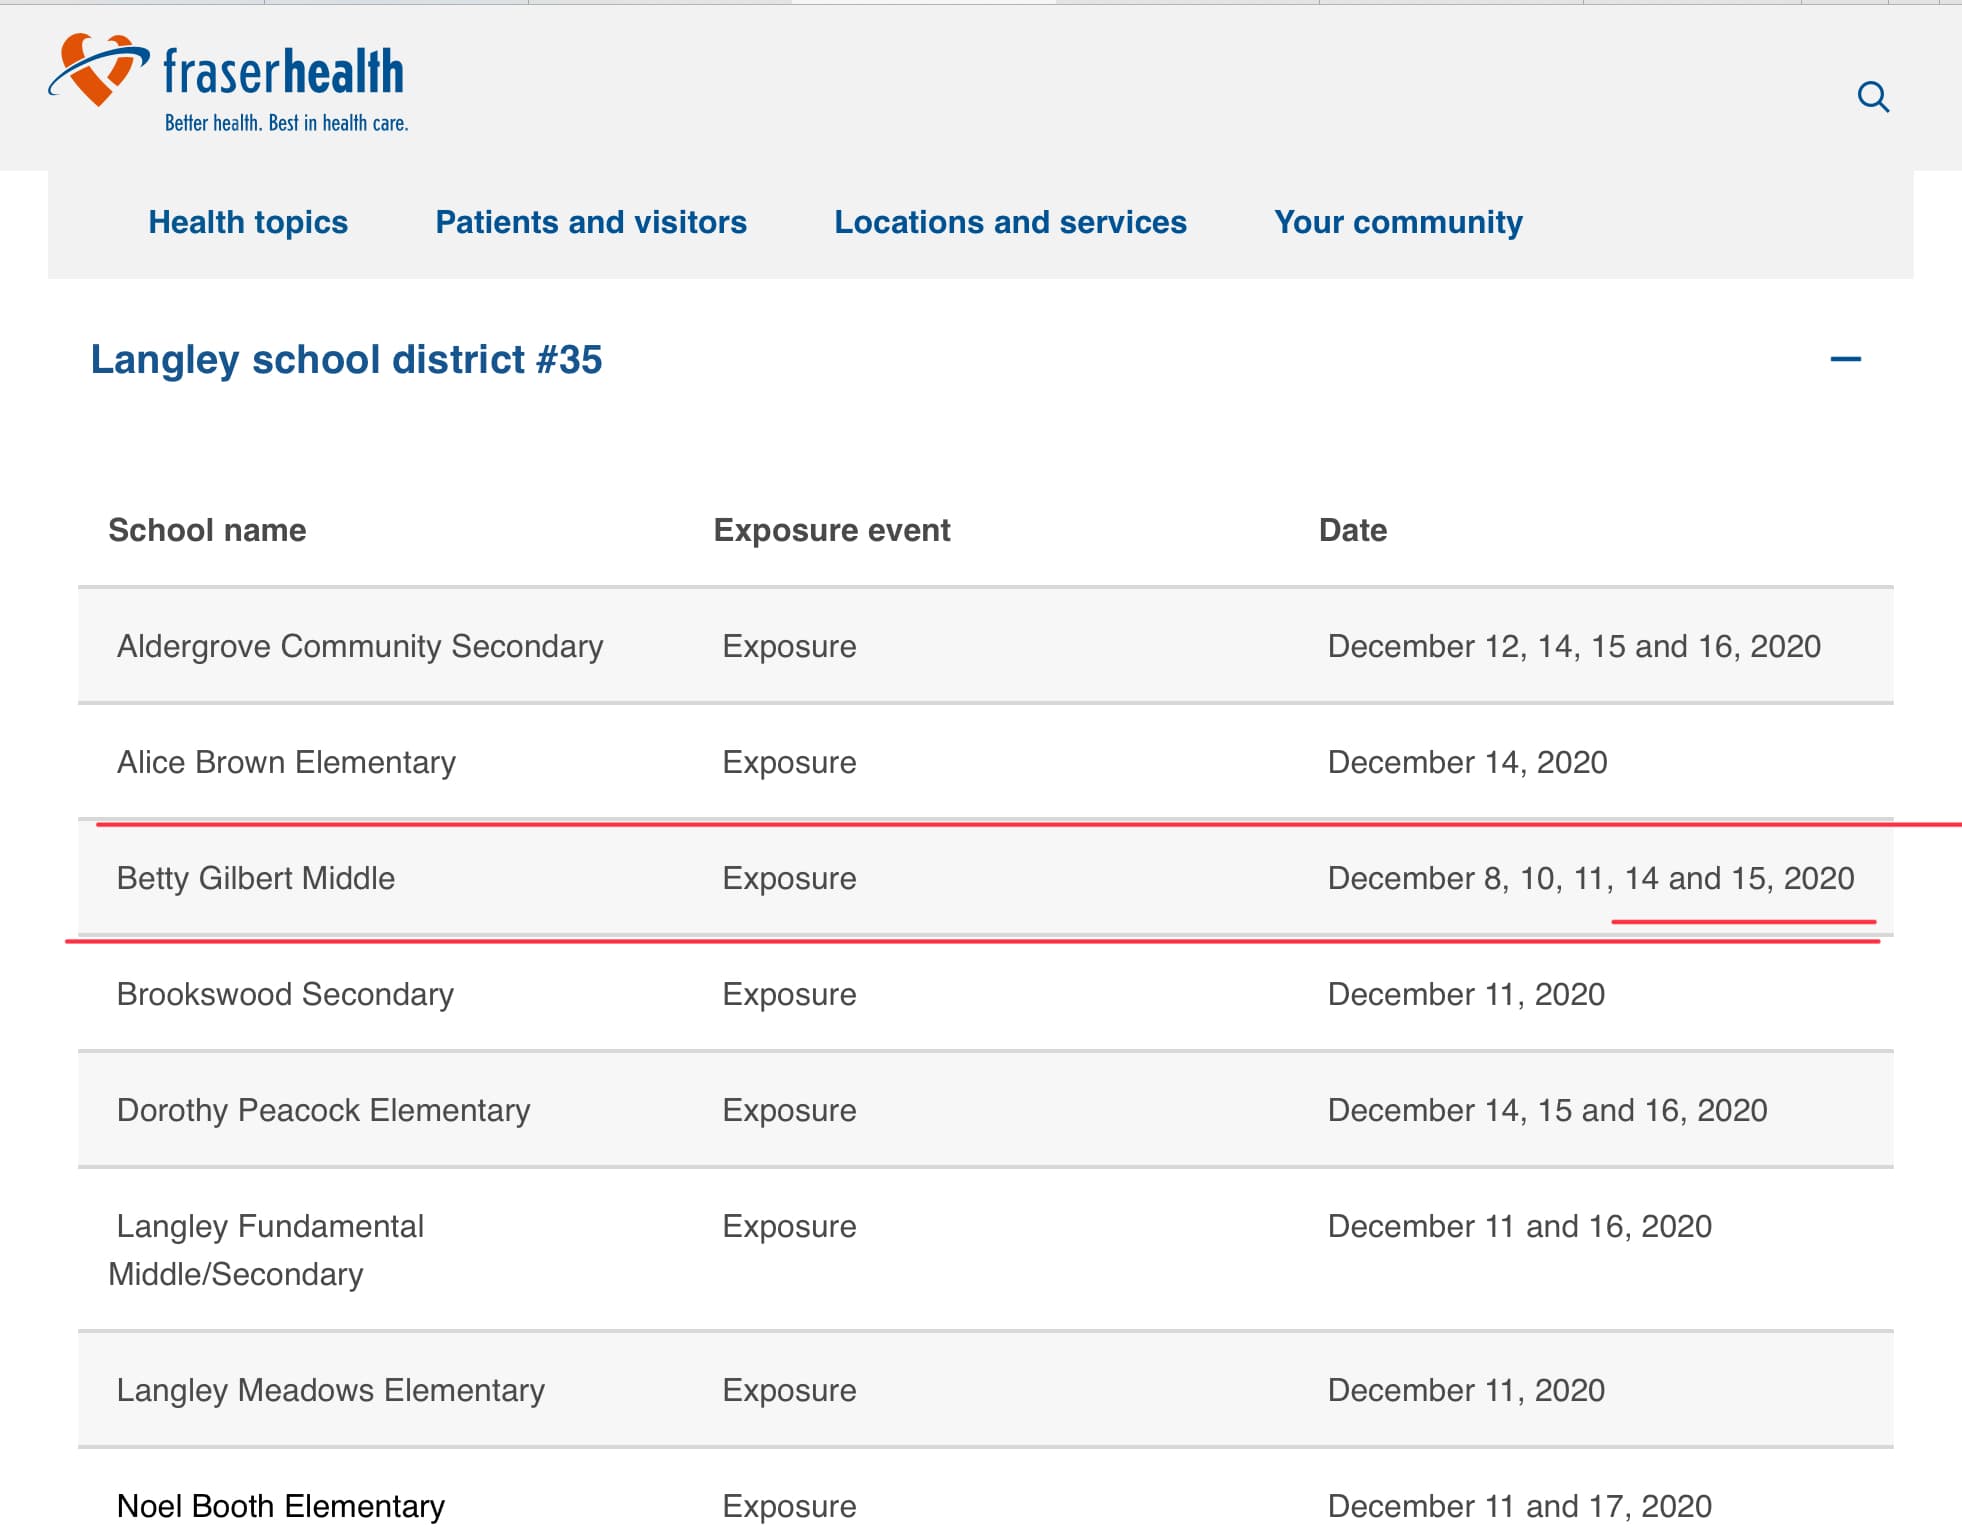 fraserhealth
Better health. Best in health care.
Health topics Patients and visitors Locations and services Your community
Langley school district #35
School name Exposure event Date
Aldergrove Community Secondary Exposure December 12, 14, 15 and 16, 2020
Alice Brown Elementary Exposure December 14, 2020
Betty Gilbert Middle Exposure December 8, 10, 11, 14 and 15, 2020
Brookswood Secondary Exposure December 11, 2020
Dorothy Peacock Elementary Exposure December 14, 15 and 16, 2020
Langley Fundamental Exposure December 11 and 16, 2020
Middle/Secondary
Langley Meadows Elementary Exposure December 11, 2020
Noel Booth Elementary Exposure December 11 and 17, 2020